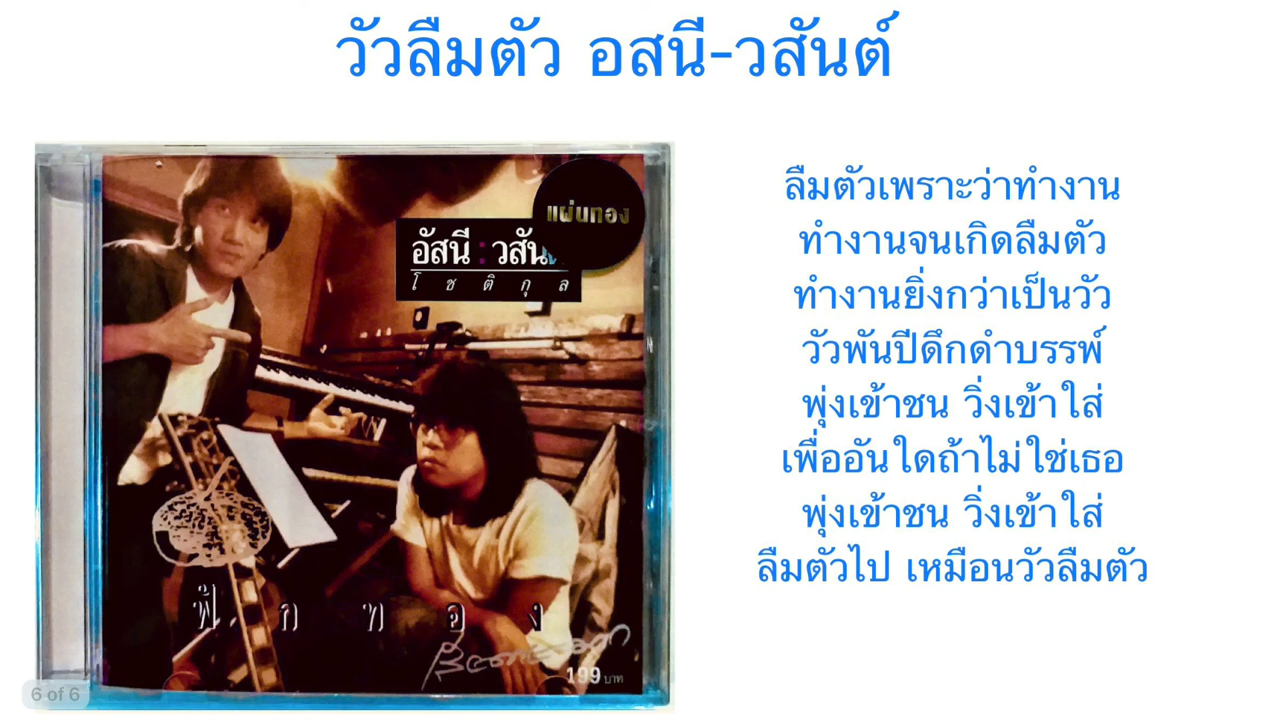 วัวลืมตัว อสนี-วสันต์
แผ่นทอง
อัสนี : วสัน
โชติกุล
ลืมตัวเพราะว่าทำงาน
ทำงานจนเกิดลืมตัว
ทำงานยิ่งกว่าเป็นวัว
วัวพันปีดึกดำบรรพ์
พุ่งเข้าชน วิ่งเข้าใส่
เพื่ออันใดถ้าไม่ใช่เธอ
พุ่งเข้าชน วิ่งเข้าใส่
ลืมตัวไป เหมือนวัวลืมตัว
ฟักทอง
199 บาท
6 of 6